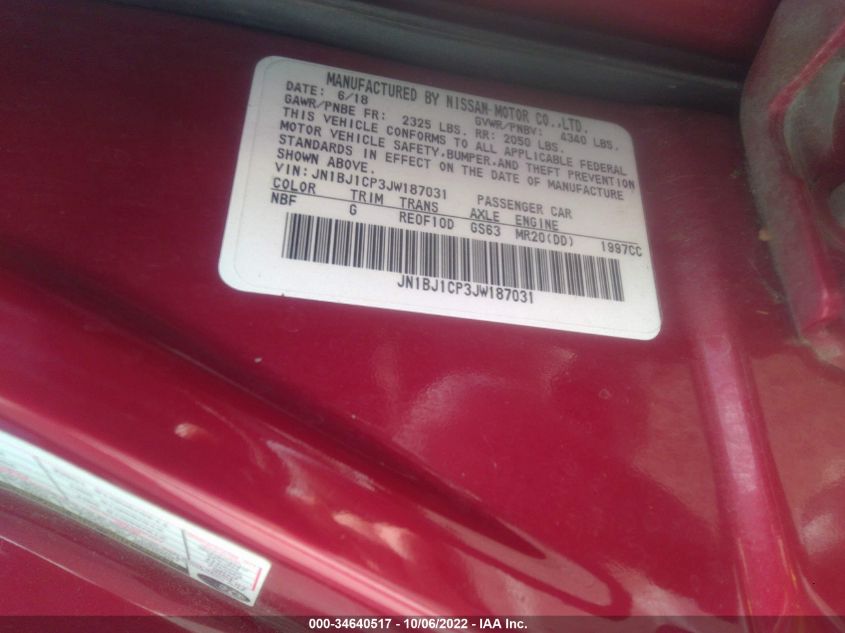 MANUFACTURED BY NISSAN MOTOR CO.,LTD.
DATE: 6/18 GVWR/PNBV: 4340 LBS.
GAWR/PNBE FR: 2325 LBS. RR: 2050 LBS.
THIS VEHICLE CONFORMS TO ALL APPLICABLE FEDERAL
MOTOR VEHICLE SAFETY,BUMPER,AND THEFT PREVENTION
STANDARDS IN EFFECT ON THE DATE OF MANUFACTURE
SHOWN ABOVE.
VIN: JN1BJ1CP3JW187031 PASSENGER CAR
COLOR TRIM TRANS AXLE ENGINE
NBF G RE0F10D GS63 MR20(DD) 1997CC
JN1BJ1CP3JW187031
000-34640517 - 10/06/2022 - IAA Inc.